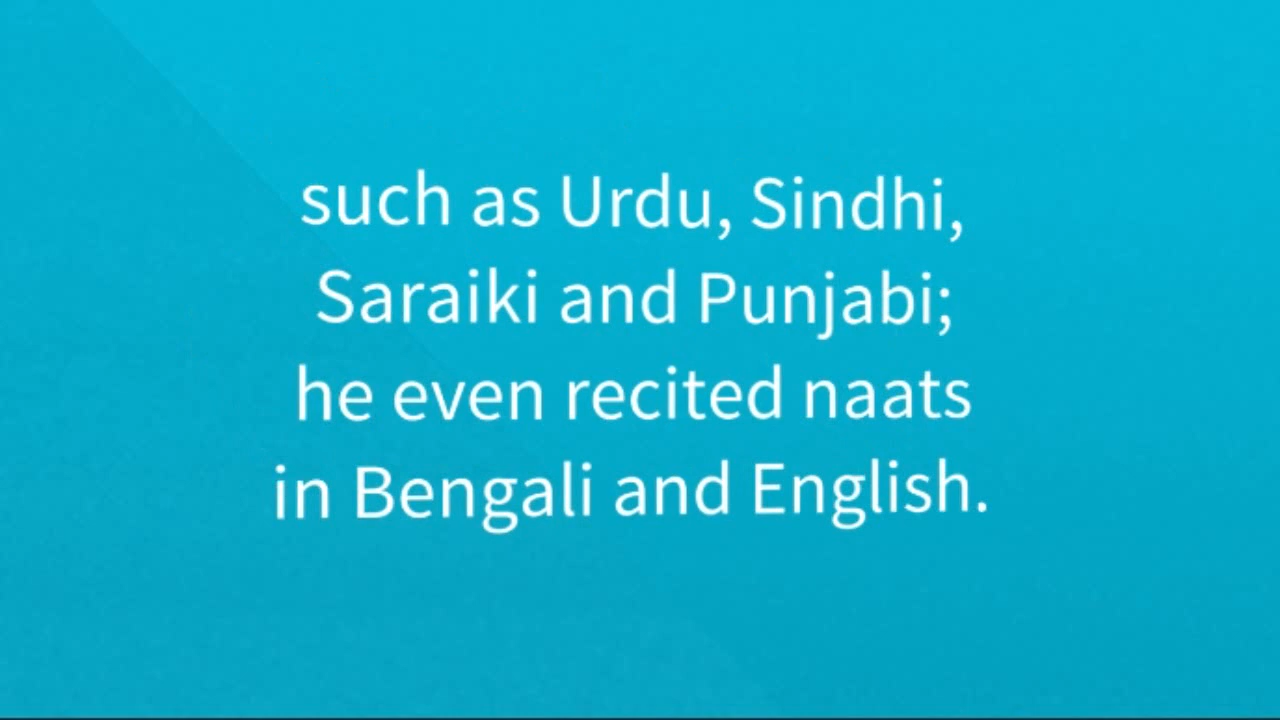 such as Urdu, Sindhi,
Saraiki and Punjabi;
he even recited naats
in Bengali and English.